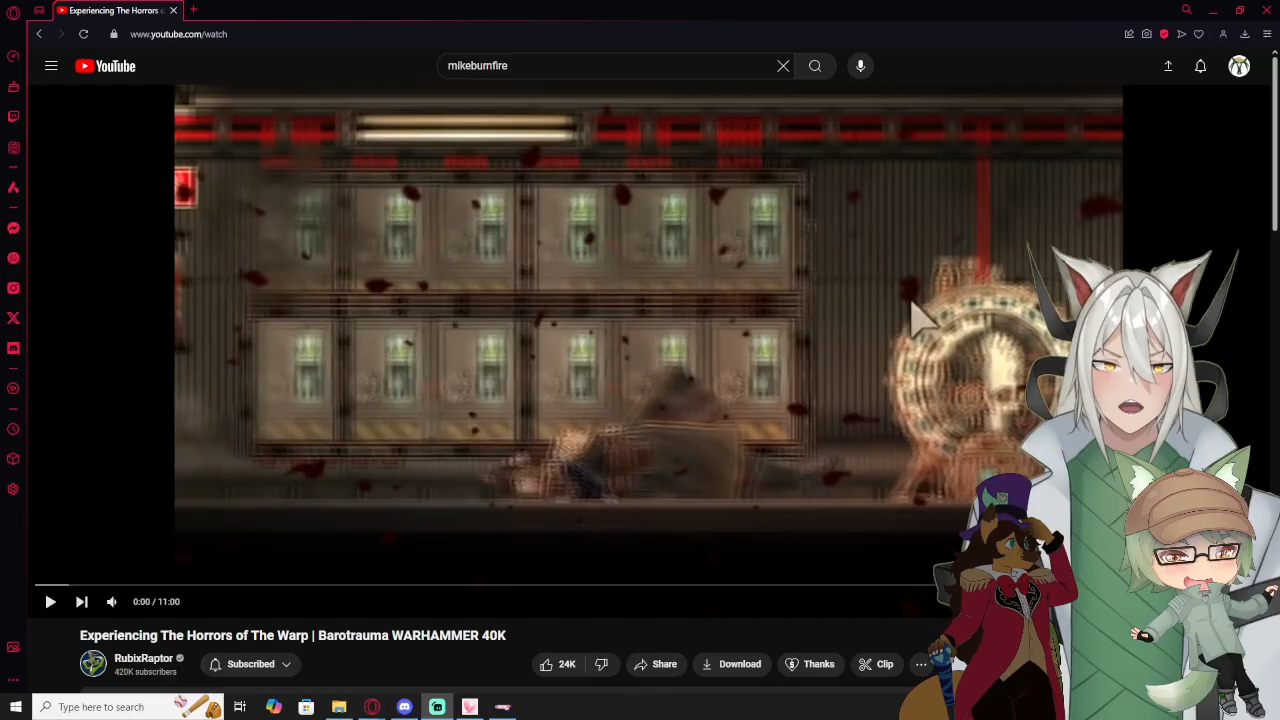 Experiencing The Horrors o
www.youtube.com/watch
YouTube
mikeburnfire
0:00 / 11:00
Experiencing The Horrors of The Warp | Barotrauma WARHAMMER 40K
RubixRaptor
420K subscribers
Subscribed
24K
Share
Download
Thanks
Clip
Type here to search